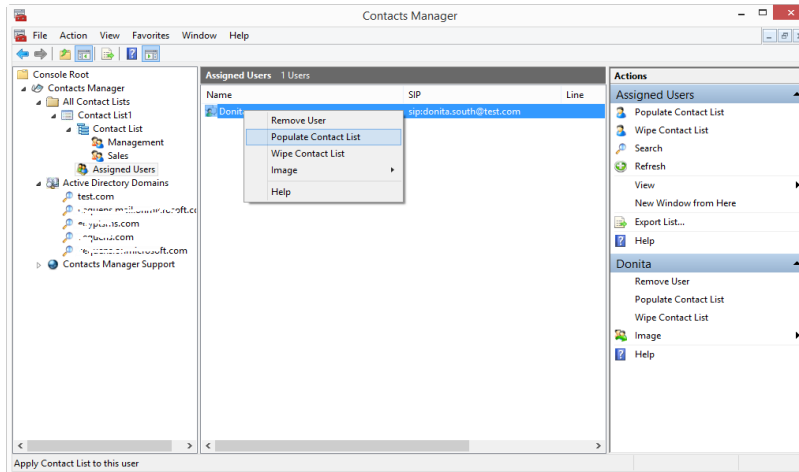 Contacts Manager
File Action View Favorites Window Help
Console Root
Contacts Manager
All Contact Lists
Contact List1
Contact List
Management
Sales
Assigned Users
Active Directory Domains
test.com
Contacts Manager Support
Assigned Users 1 Users
Name SIP Line
Donita sip:donita.south@test.com
Remove User
Populate Contact List
Wipe Contact List
Image
Help
Actions
Assigned Users
Populate Contact List
Wipe Contact List
Search
Refresh
View
New Window from Here
Export List...
Help
Donita
Remove User
Populate Contact List
Wipe Contact List
Image
Help
Apply Contact List to this user